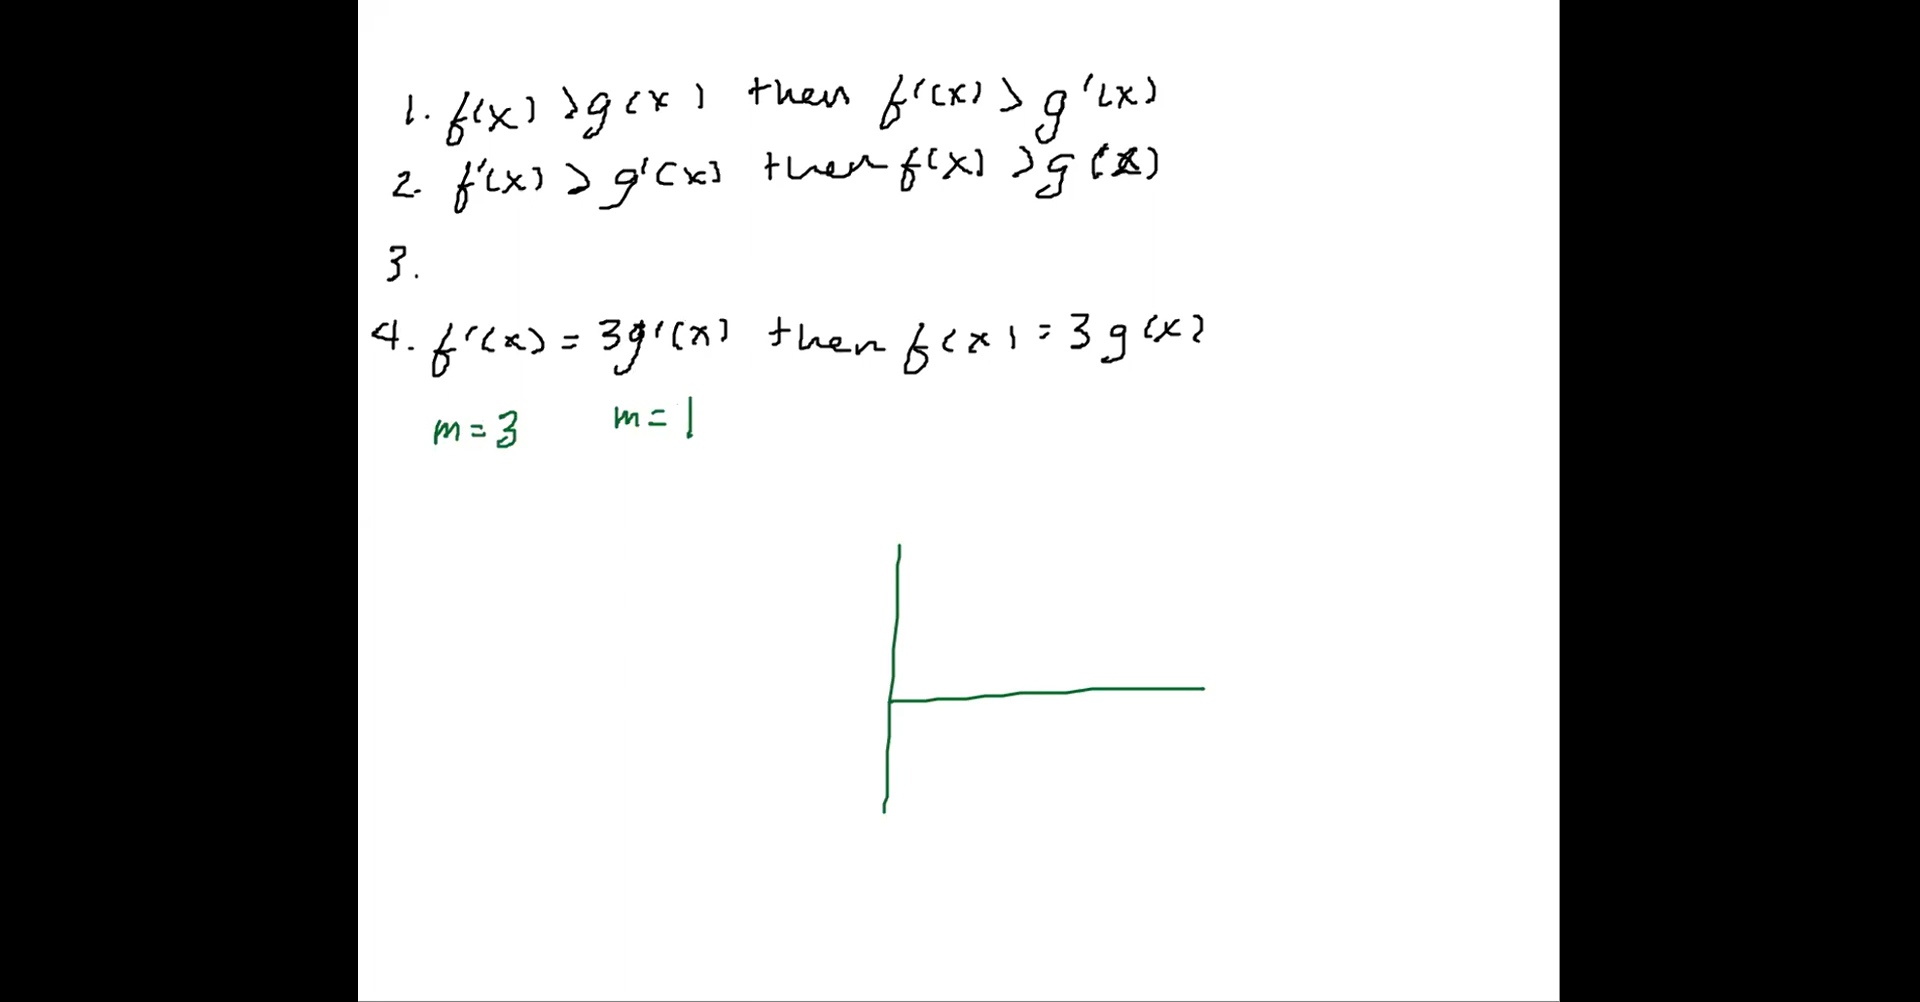 1. f(x) > g(x) then f'(x) > g'(x)
2. f'(x) > g'(x) then f(x) > g(x)
3.
4. f'(x) = 3g'(x) then f(x) = 3g(x)
m = 3 m = 1